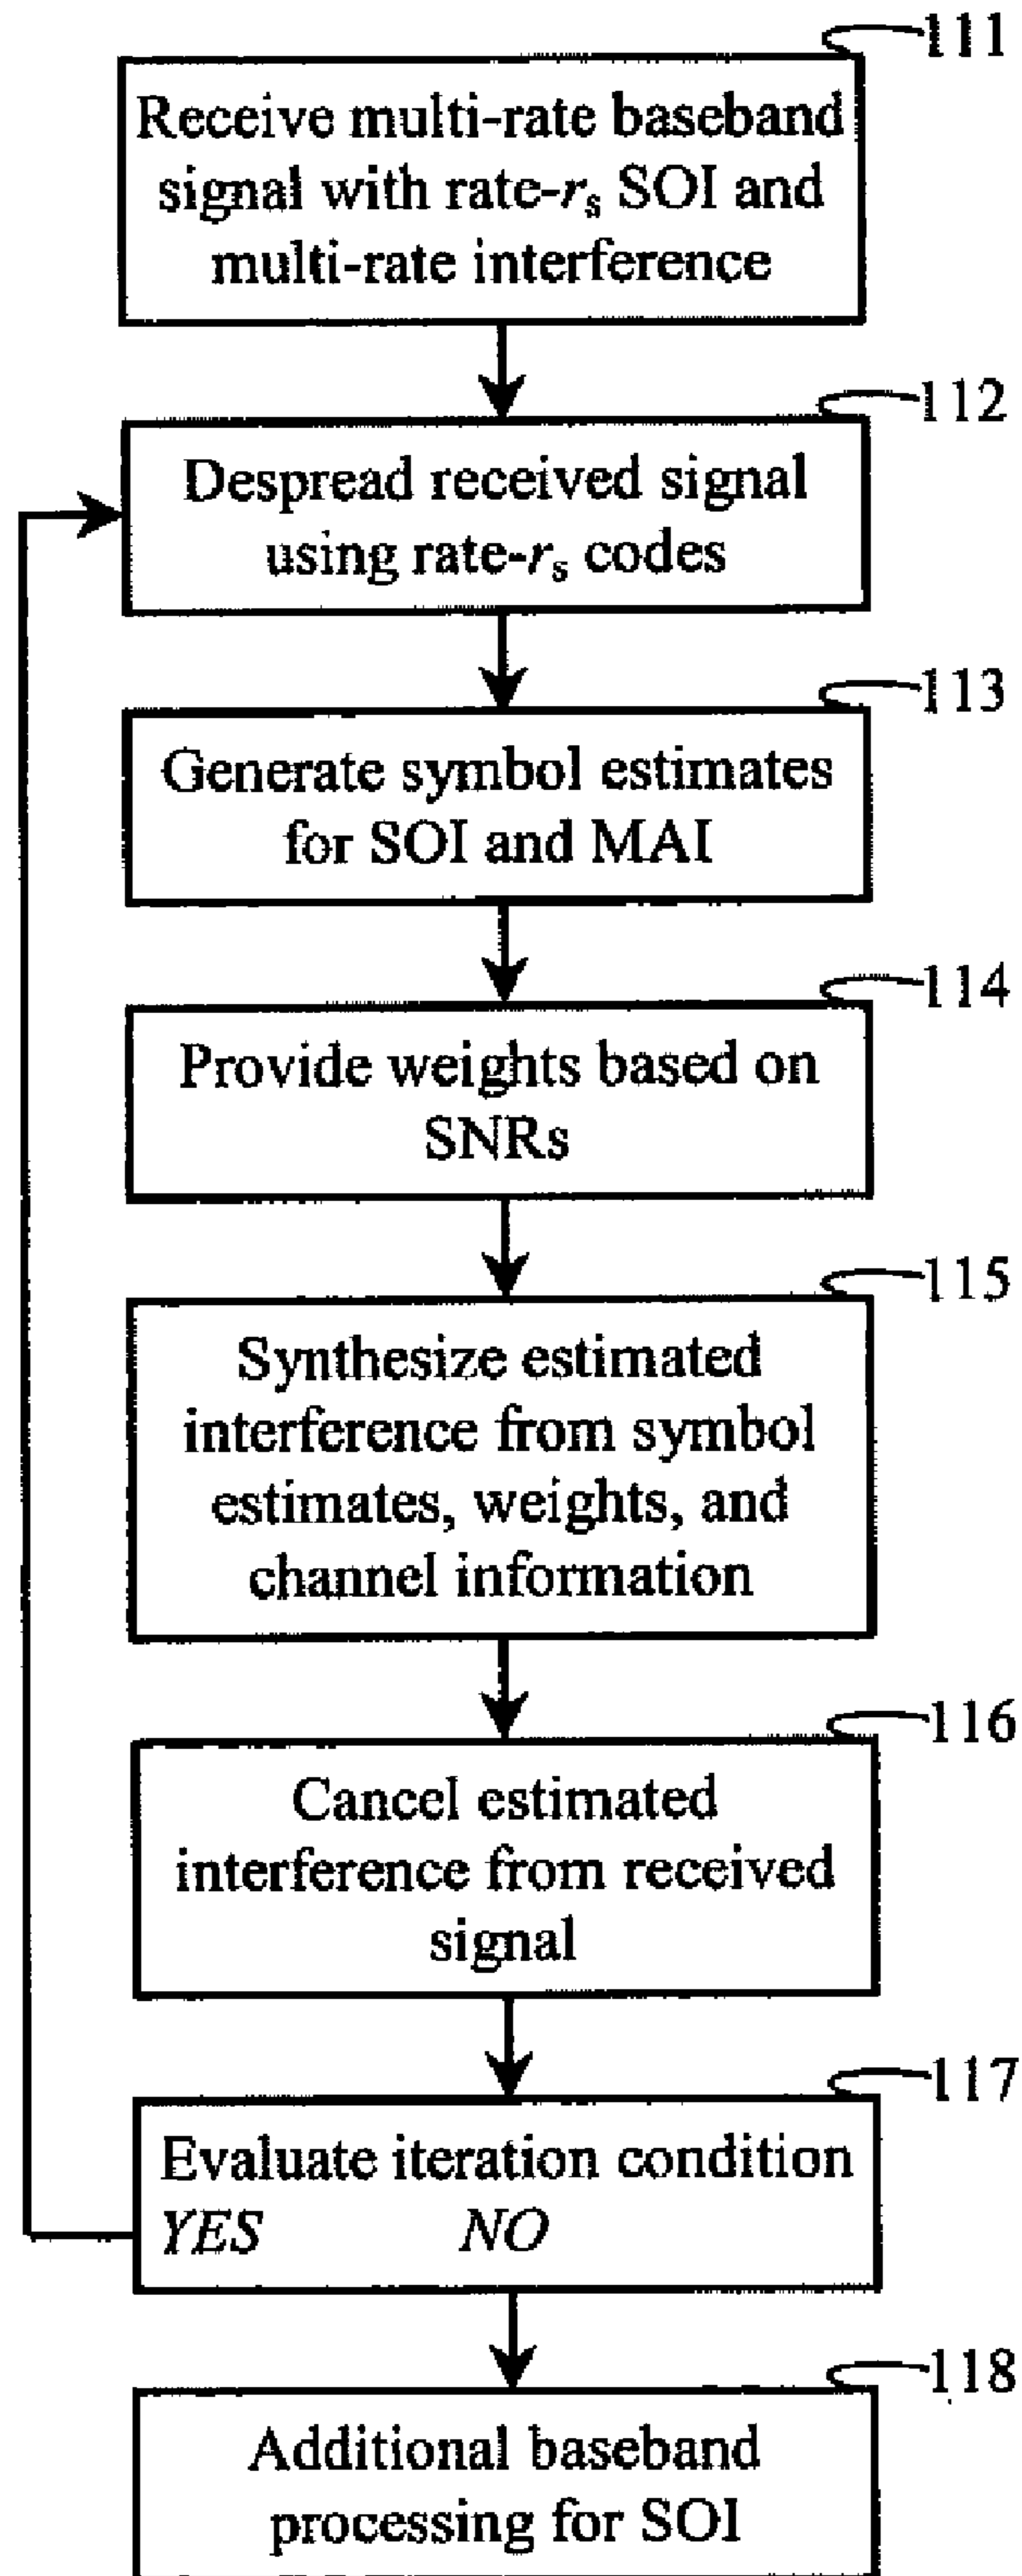 111
Receive multi-rate baseband
signal with rate-rs SOI and
multi-rate interference
112
Despread received signal
using rate-rs codes
113
Generate symbol estimates
for SOI and MAI
114
Provide weights based on
SNRs
115
Synthesize estimated
interference from symbol
estimates, weights, and
channel information
116
Cancel estimated
interference from received
signal
117
Evaluate iteration condition
YES NO
118
Additional baseband
processing for SOI